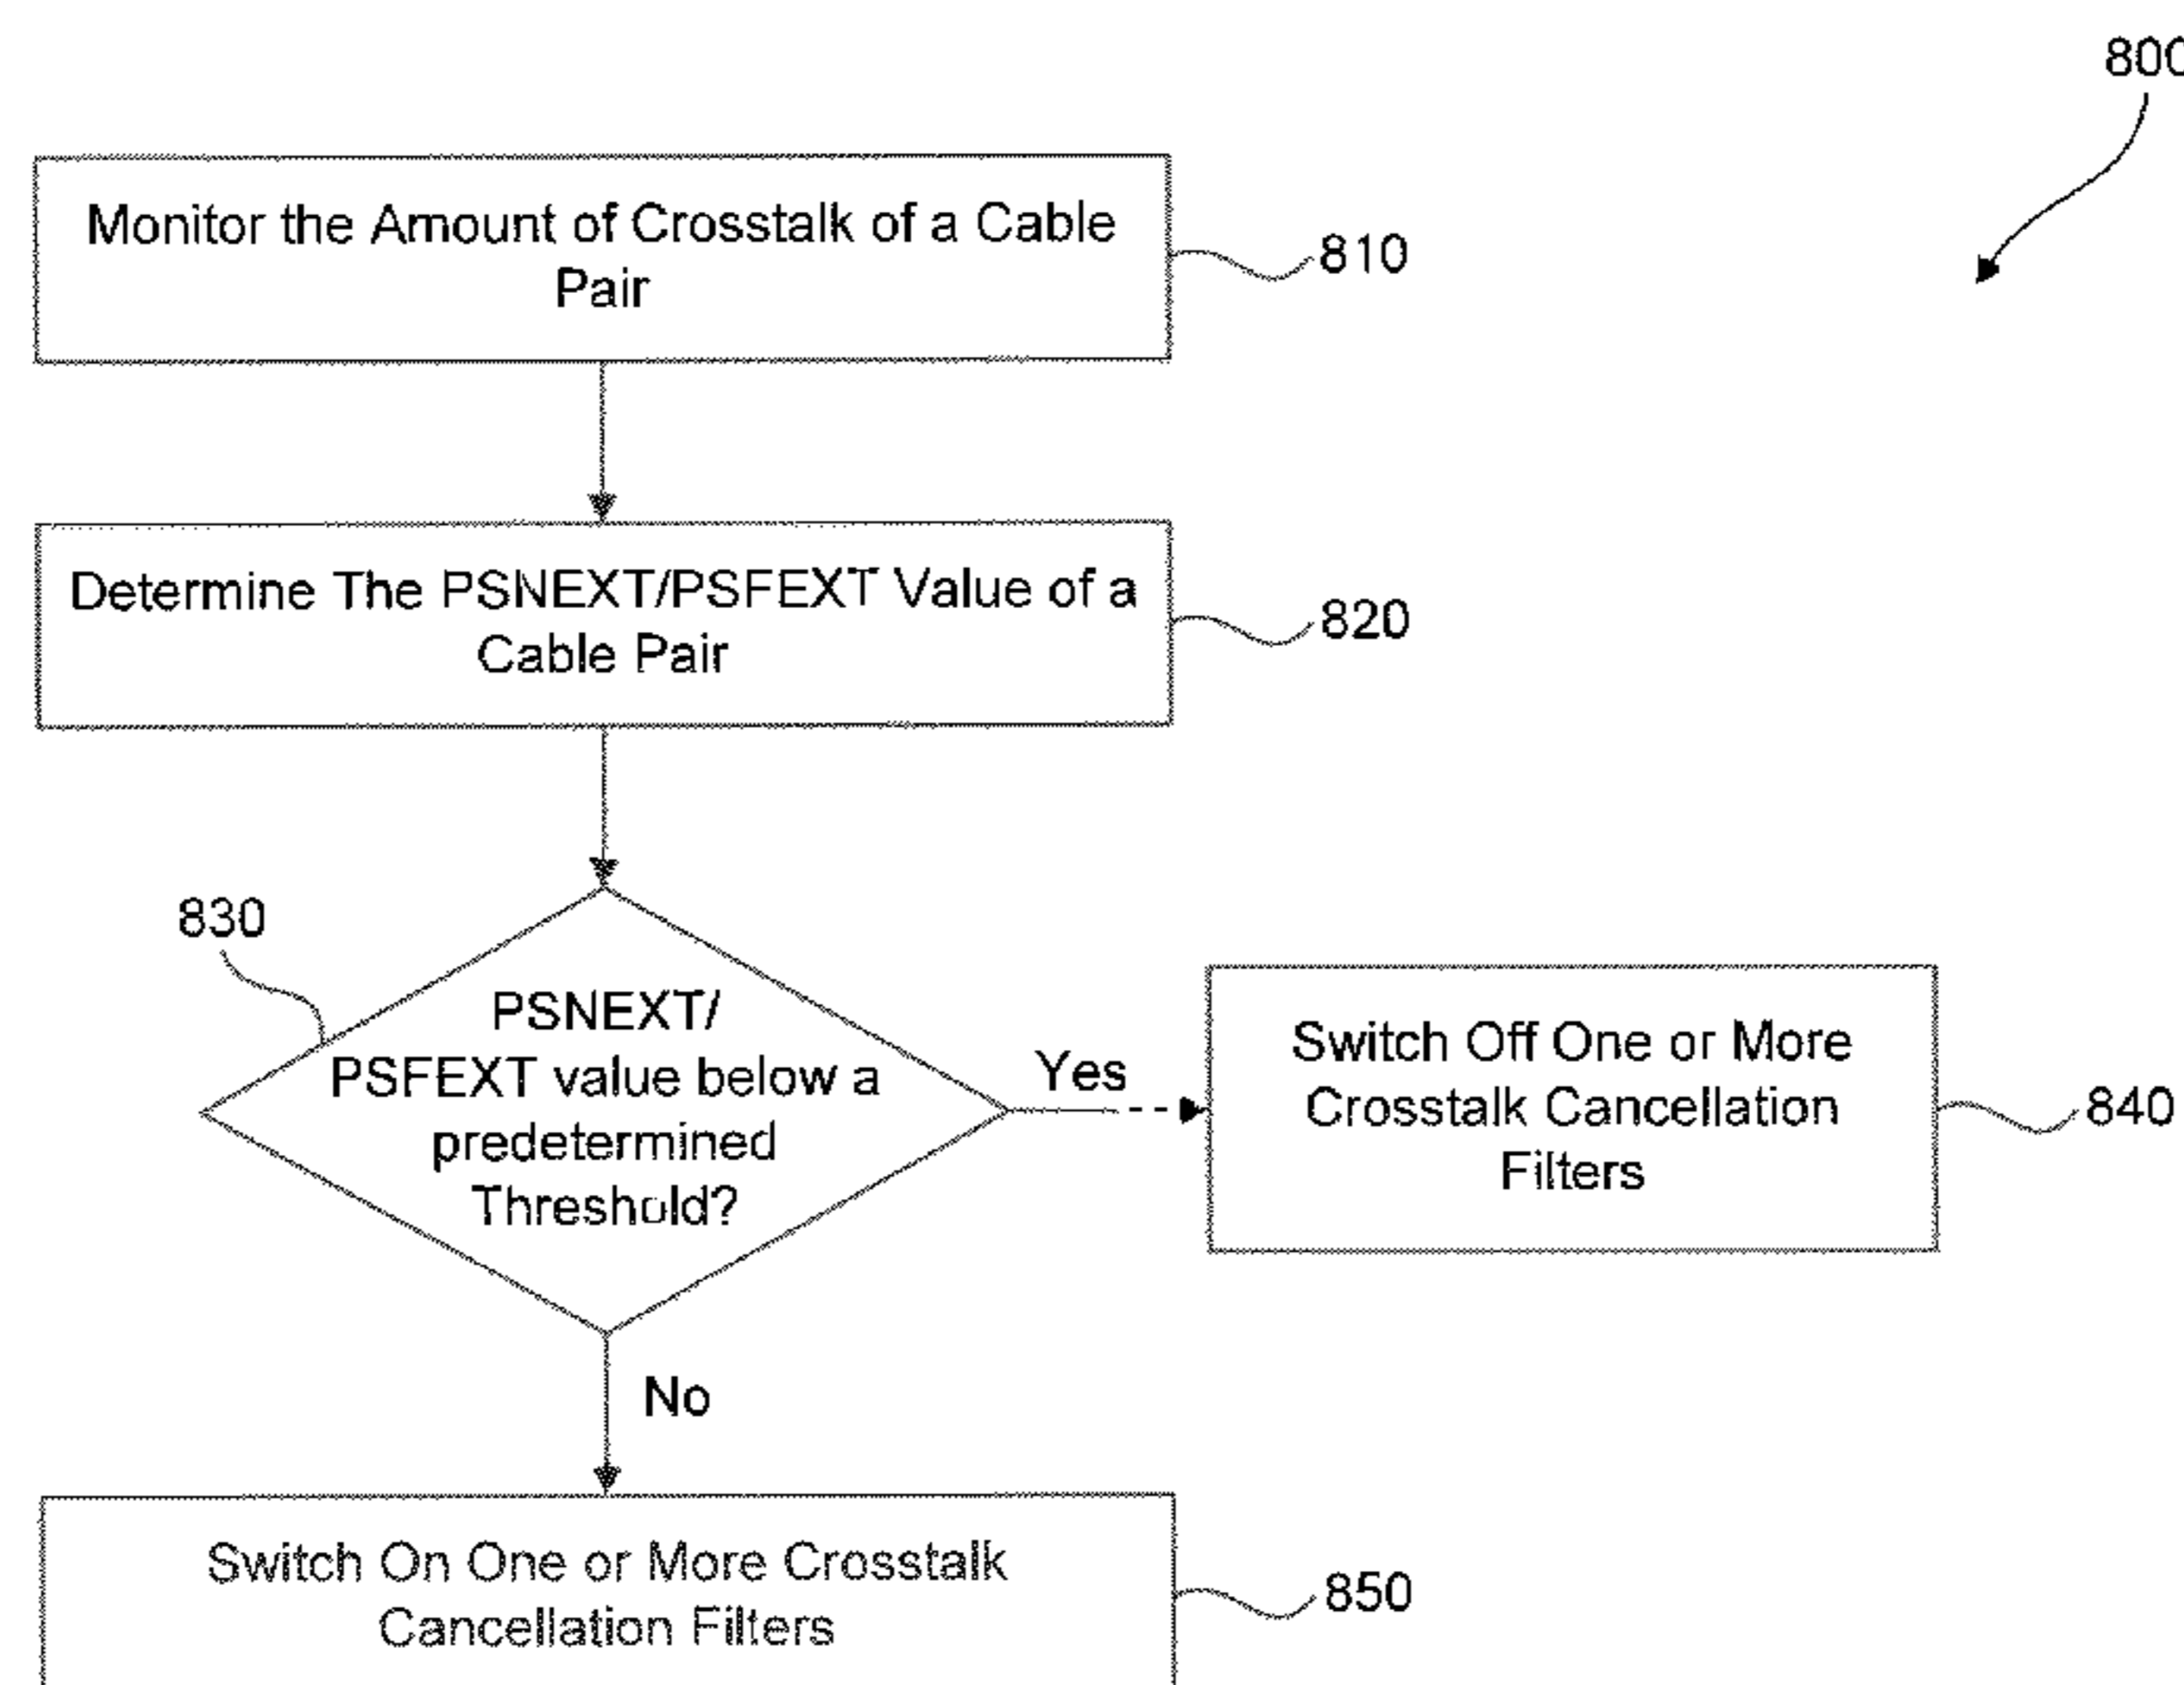 800
Monitor the Amount of Crosstalk of a Cable
Pair
810
Determine The PSNEXT/PSFEXT Value of a
Cable Pair
820
830
PSNEXT/
PSFEXT value below a
predetermined
Threshold?
Yes
Switch Off One or More
Crosstalk Cancellation
Filters
840
No
Switch On One or More Crosstalk
Cancellation Filters
850